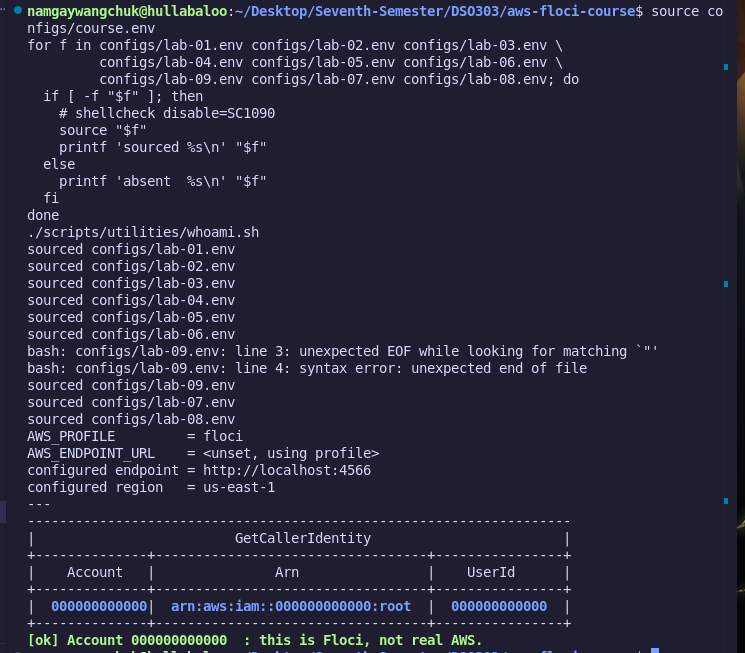 namgaywangchuk@hullabaloo:~/Desktop/Seventh-Semester/DSO303/aws-floci-course$ source co
nfigs/course.env
for f in configs/lab-01.env configs/lab-02.env configs/lab-03.env \
         configs/lab-04.env configs/lab-05.env configs/lab-06.env \
         configs/lab-09.env configs/lab-07.env configs/lab-08.env; do
  if [ -f "$f" ]; then
    # shellcheck disable=SC1090
    source "$f"
    printf 'sourced %s\n' "$f"
  else
    printf 'absent  %s\n' "$f"
  fi
done
./scripts/utilities/whoami.sh
sourced configs/lab-01.env
sourced configs/lab-02.env
sourced configs/lab-03.env
sourced configs/lab-04.env
sourced configs/lab-05.env
sourced configs/lab-06.env
bash: configs/lab-09.env: line 3: unexpected EOF while looking for matching `"'
bash: configs/lab-09.env: line 4: syntax error: unexpected end of file
sourced configs/lab-09.env
sourced configs/lab-07.env
sourced configs/lab-08.env
AWS_PROFILE         = floci
AWS_ENDPOINT_URL    = <unset, using profile>
configured endpoint = http://localhost:4566
configured region   = us-east-1
---
----------------------------------------------------------------------
|                         GetCallerIdentity                          |
+--------------+----------------------------------+----------------+
|    Account   |               Arn                |    UserId      |
+--------------+----------------------------------+----------------+
|  000000000000|  arn:aws:iam::000000000000:root  |  000000000000  |
+--------------+----------------------------------+----------------+
[ok] Account 000000000000  : this is Floci, not real AWS.